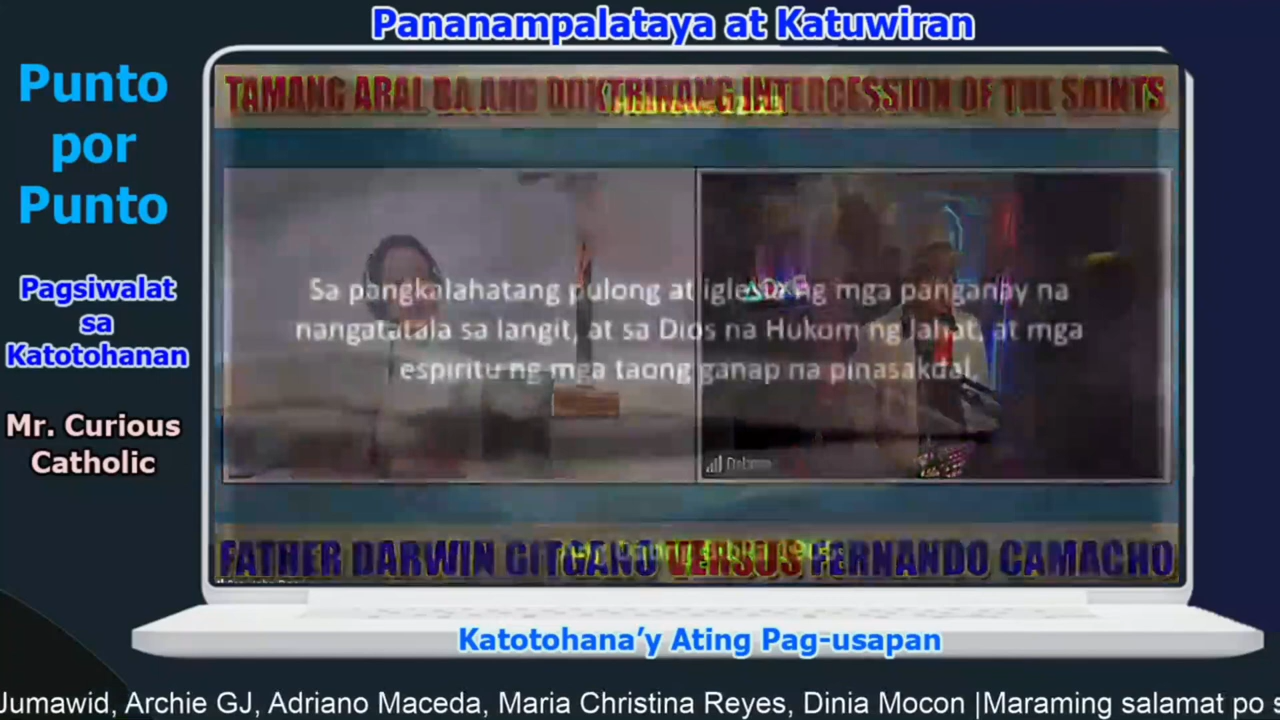 Pananampalataya at Katuwiran
Punto
por
Punto
Pagsiwalat
sa
Katotohanan
Mr. Curious
Catholic
TAMANG ARAL BA ANG DOKTRINANG INTERCESSION OF THE SAINTS
Sa pangkalahatang pulong at iglesia ng mga panganay na
nangatatala sa langit, at sa Dios na Hukom ng lahat, at mga
espiritu ng mga taong ganap na pinasakdal,
FATHER DARWIN GITGANO VERSUS FERNANDO CAMACHO
Katotohana’y Ating Pag-usapan
Jumawid, Archie GJ, Adriano Maceda, Maria Christina Reyes, Dinia Mocon |Maraming salamat po s